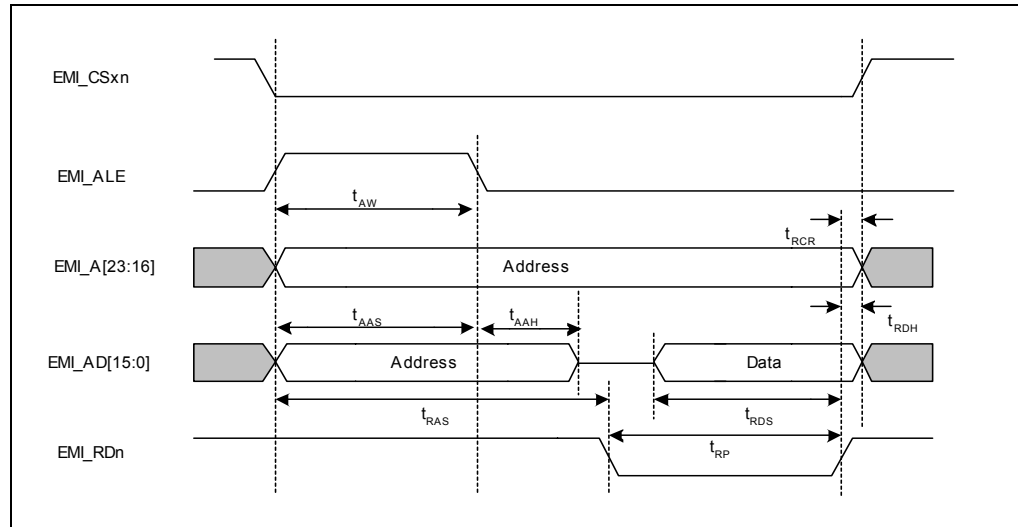 EMI_CSxn
EMI_ALE
t_AW
t_RCR
EMI_A[23:16]
Address
t_AAS
t_AAH
t_RDH
EMI_AD[15:0]
Address
Data
t_RAS
t_RDS
t_RP
EMI_RDn